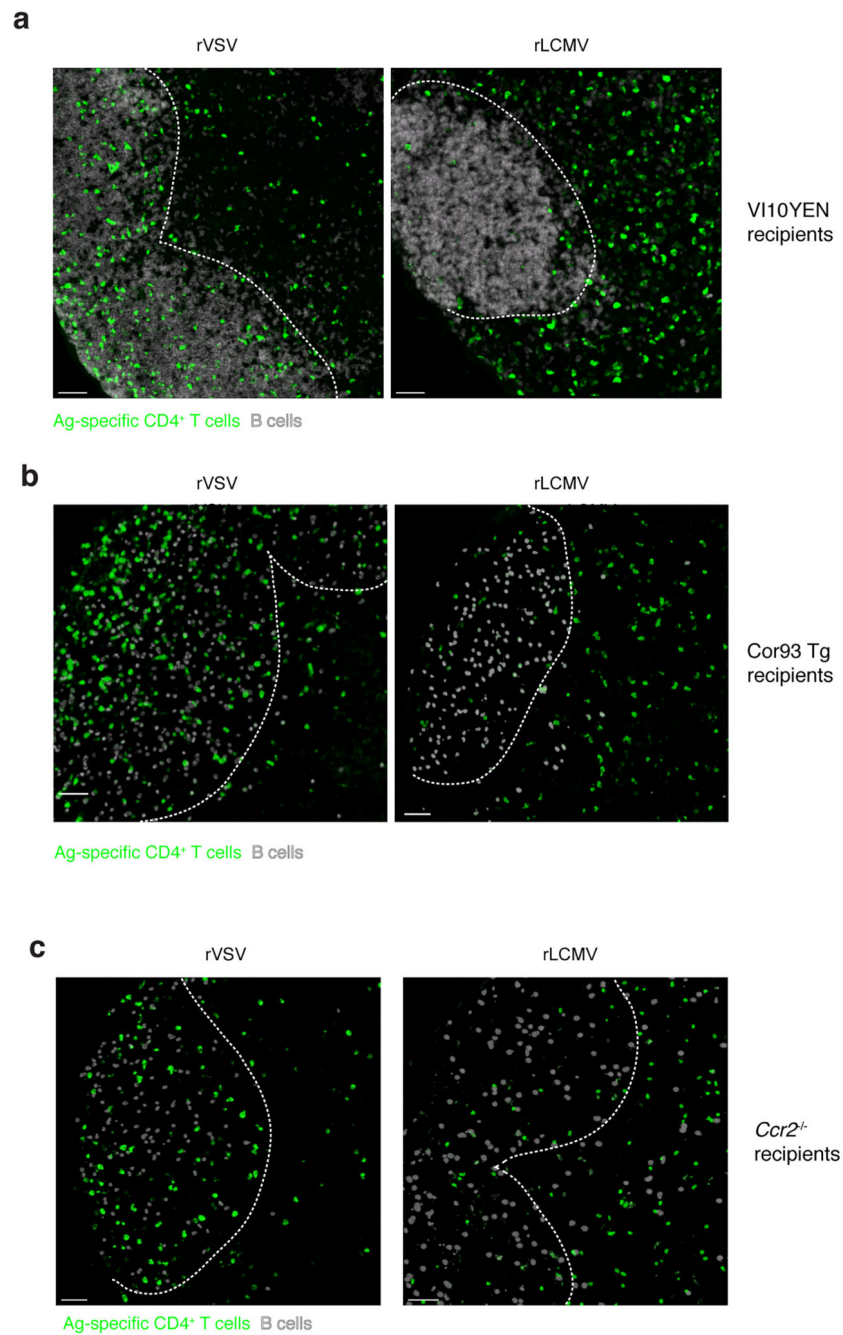 a
rVSV rLCMV
VI10YEN
recipients
Ag-specific CD4⁺ T cells B cells
b
rVSV rLCMV
Cor93 Tg
recipients
Ag-specific CD4⁺ T cells B cells
c
rVSV rLCMV
Ccr2⁻/⁻
recipients
Ag-specific CD4⁺ T cells B cells